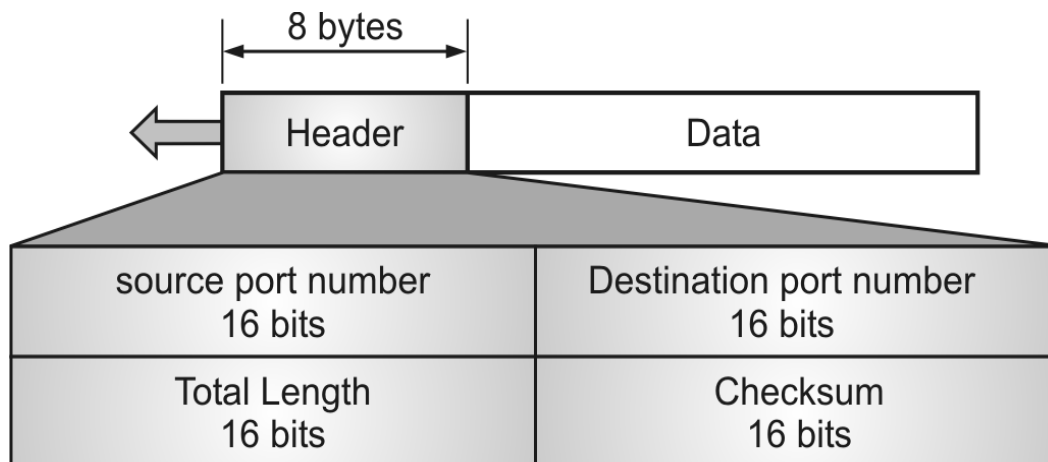 8 bytes
Header
Data
source port number
16 bits
Destination port number
16 bits
Total Length
16 bits
Checksum
16 bits